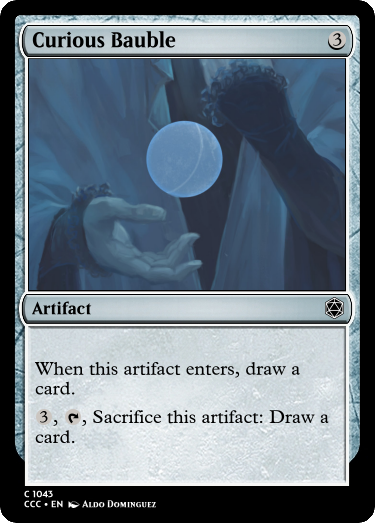 Curious Bauble 3
Artifact
When this artifact enters, draw a
card.
3, , Sacrifice this artifact: Draw a
card.
C 1043
CCC • EN Aldo Dominguez